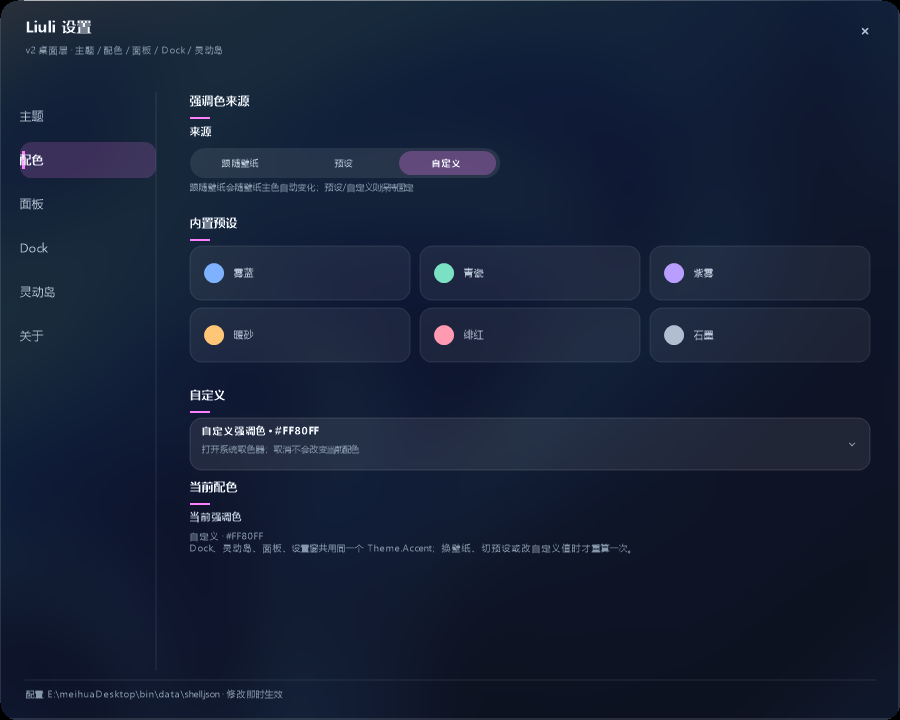 Liuli 设置
v2 桌面层 · 主题 / 配色 / 面板 / Dock / 灵动岛
×
主题
配色
面板
Dock
灵动岛
关于
强调色来源
来源
跟随壁纸 预设 自定义
跟随壁纸会随壁纸主色自动变化；预设/自定义则保持固定
内置预设
雾蓝 青瓷 紫雾
暖砂 绯红 石墨
自定义
自定义强调色 • #FF80FF
打开系统取色器；取消不会改变当前配色
当前配色
当前强调色
自定义 · #FF80FF
Dock、灵动岛、面板、设置窗共用同一个 Theme.Accent；换壁纸、切预设或改自定义值时才重算一次。
配置 E:\meihuaDesktop\bin\data\shell.json · 修改即时生效